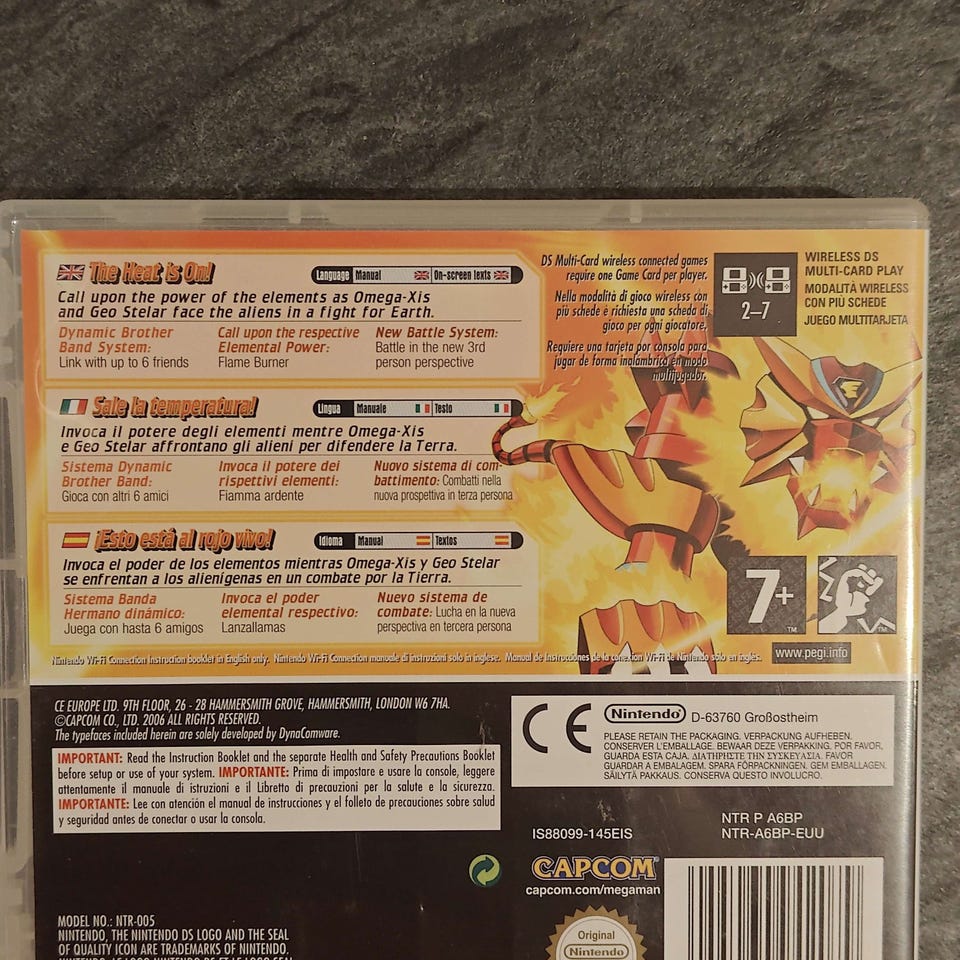 The Heat is On!
Language Manual On-screen texts
Call upon the power of the elements as Omega-Xis
and Geo Stelar face the aliens in a fight for Earth.
Dynamic Brother
Band System:
Link with up to 6 friends
Call upon the respective
Elemental Power:
Flame Burner
New Battle System:
Battle in the new 3rd
person perspective
Sale la temperatura!
Lingua Manuale Testo
Invoca il potere degli elementi mentre Omega-Xis
e Geo Stelar affrontano gli alieni per difendere la Terra.
Sistema Dynamic
Brother Band:
Gioca con altri 6 amici
Invoca il potere dei
rispettivi elementi:
Fiamma ardente
Nuovo sistema di com-
battimento: Combatti nella
nuova prospettiva in terza persona
¡Esto está al rojo vivo!
Idioma Manual Textos
Invoca el poder de los elementos mientras Omega-Xis y Geo Stelar
se enfrentan a los alienígenas en un combate por la Tierra.
Sistema Banda
Hermano dinámico:
Juega con hasta 6 amigos
Invoca el poder
elemental respectivo:
Lanzallamas
Nuevo sistema de
combate: Lucha en la nueva
perspectiva en tercera persona
DS Multi-Card wireless connected games
require one Game Card per player.
Nella modalità di gioco wireless con
più schede è richiesta una scheda di
gioco per ogni giocatore.
Requiere una tarjeta por consola para
jugar de forma inalámbrica en modo
multijugador.
2–7
WIRELESS DS
MULTI-CARD PLAY
MODALITÀ WIRELESS
CON PIÙ SCHEDE
JUEGO MULTITARJETA
7+
TM
TM
www.pegi.info
Nintendo Wi-Fi Connection instruction booklet in English only. Nintendo Wi-Fi Connection manuale di instruzioni solo in inglese. Manual de Instrucciones de la conexion Wi-Fi de Nintendo sólo en inglés.
CE EUROPE LTD. 9TH FLOOR, 26 - 28 HAMMERSMITH GROVE, HAMMERSMITH, LONDON W6 7HA.
©CAPCOM CO., LTD. 2006 ALL RIGHTS RESERVED.
The typefaces included herein are solely developed by DynaComware.
IMPORTANT: Read the Instruction Booklet and the separate Health and Safety Precautions Booklet
before setup or use of your system. IMPORTANTE: Prima di impostare e usare la console, leggere
attentamente il manuale di istruzioni e il Libretto di precauzioni per la salute e la sicurezza.
IMPORTANTE: Lee con atención el manual de instrucciones y el folleto de precauciones sobre salud
y seguridad antes de conectar o usar la consola.
CE Nintendo D-63760 Großostheim
PLEASE RETAIN THE PACKAGING. VERPACKUNG AUFHEBEN.
CONSERVER L'EMBALLAGE. BEWAAR DEZE VERPAKKING. POR FAVOR,
GUARDA ESTA CAJA. ΔΙΑΤΗΡΗΣΤΕ ΤΗΝ ΣΥΣΚΕΥΑΣΙΑ. FAVOR
GUARDAR A EMBALAGEM. SPARA FÖRPACKNINGEN. GEM EMBALLAGEN.
SÄILYTÄ PAKKAUS. CONSERVA QUESTO INVOLUCRO.
IS88099-145EIS
NTR P A6BP
NTR-A6BP-EUU
CAPCOM
capcom.com/megaman
Original
Nintendo
MODEL NO.: NTR-005
NINTENDO, THE NINTENDO DS LOGO AND THE SEAL
OF QUALITY ICON ARE TRADEMARKS OF NINTENDO.